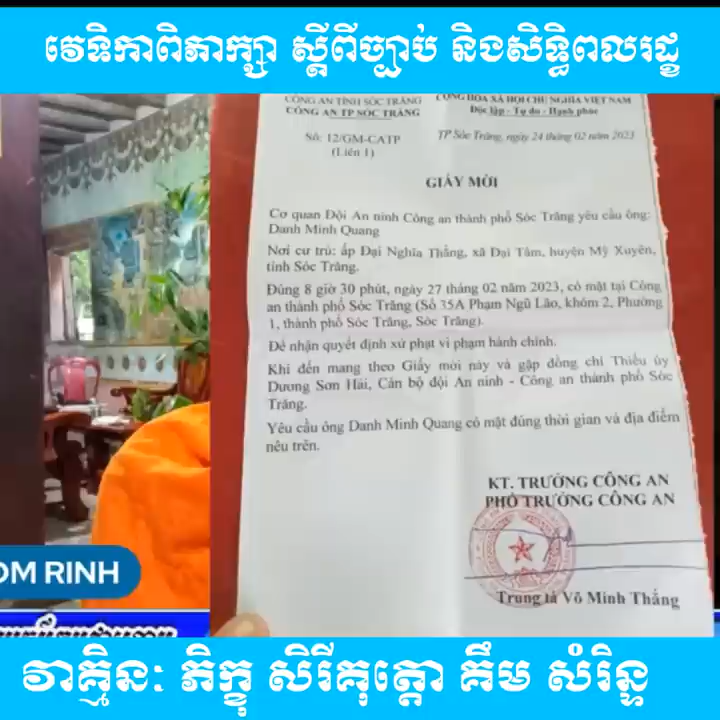 វេទិកាពិភាក្សា ស្តីពីច្បាប់ និងសិទ្ធិពលរដ្ឋ
CÔNG AN TỈNH SÓC TRĂNG
CÔNG AN TP SÓC TRĂNG
CỘNG HÒA XÃ HỘI CHỦ NGHĨA VIỆT NAM
Độc lập - Tự do - Hạnh phúc
Số: 12/GM-CATP
(Liên 1)
TP Sóc Trăng, ngày 24 tháng 02 năm 2023
GIẤY MỜI
Cơ quan Đội An ninh Công an thành phố Sóc Trăng yêu cầu ông:
Danh Minh Quang
Nơi cư trú: ấp Đại Nghĩa Thắng, xã Đại Tâm, huyện Mỹ Xuyên,
tỉnh Sóc Trăng.
Đúng 8 giờ 30 phút, ngày 27 tháng 02 năm 2023, có mặt tại Công
an thành phố Sóc Trăng (Số 35A Phạm Ngũ Lão, khóm 2, Phường
1, thành phố Sóc Trăng, Sóc Trăng).
Để nhận quyết định xử phạt vi phạm hành chính.
Khi đến mang theo Giấy mời này và gặp đồng chí Thiếu úy
Dương Sơn Hải, Cán bộ đội An ninh - Công an thành phố Sóc
Trăng.
Yêu cầu ông Danh Minh Quang có mặt đúng thời gian và địa điểm
nêu trên.
KT. TRƯỞNG CÔNG AN
PHÓ TRƯỞNG CÔNG AN
Trung tá Võ Minh Thắng
OM RINH
វាគ្មិន: ភិក្ខុ សិរីគុត្តោ គឹម សំរិន្ទ